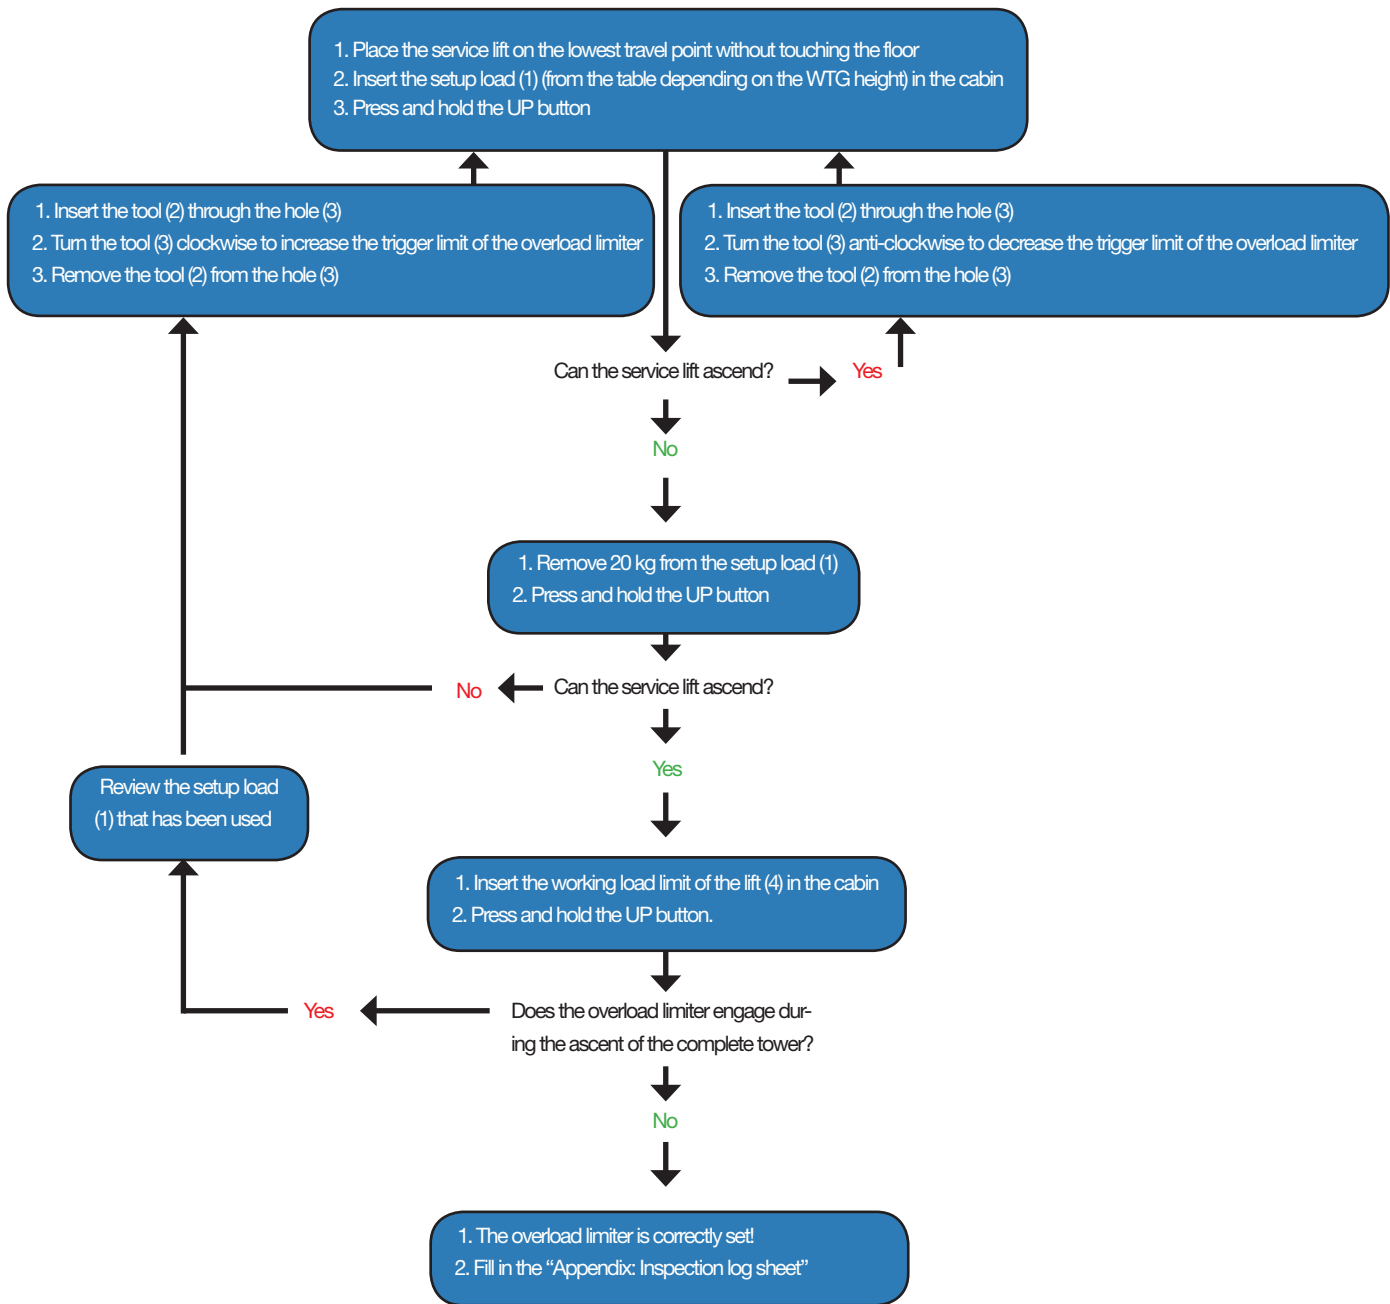 1. Place the service lift on the lowest travel point without touching the floor
2. Insert the setup load (1) (from the table depending on the WTG height) in the cabin
3. Press and hold the UP button
1. Insert the tool (2) through the hole (3)
2. Turn the tool (3) clockwise to increase the trigger limit of the overload limiter
3. Remove the tool (2) from the hole (3)
1. Insert the tool (2) through the hole (3)
2. Turn the tool (3) anti-clockwise to decrease the trigger limit of the overload limiter
3. Remove the tool (2) from the hole (3)
Can the service lift ascend?
Yes
No
1. Remove 20 kg from the setup load (1)
2. Press and hold the UP button
Can the service lift ascend?
No
Yes
Review the setup load
(1) that has been used
1. Insert the working load limit of the lift (4) in the cabin
2. Press and hold the UP button.
Does the overload limiter engage dur-
ing the ascent of the complete tower?
Yes
No
1. The overload limiter is correctly set!
2. Fill in the “Appendix: Inspection log sheet”